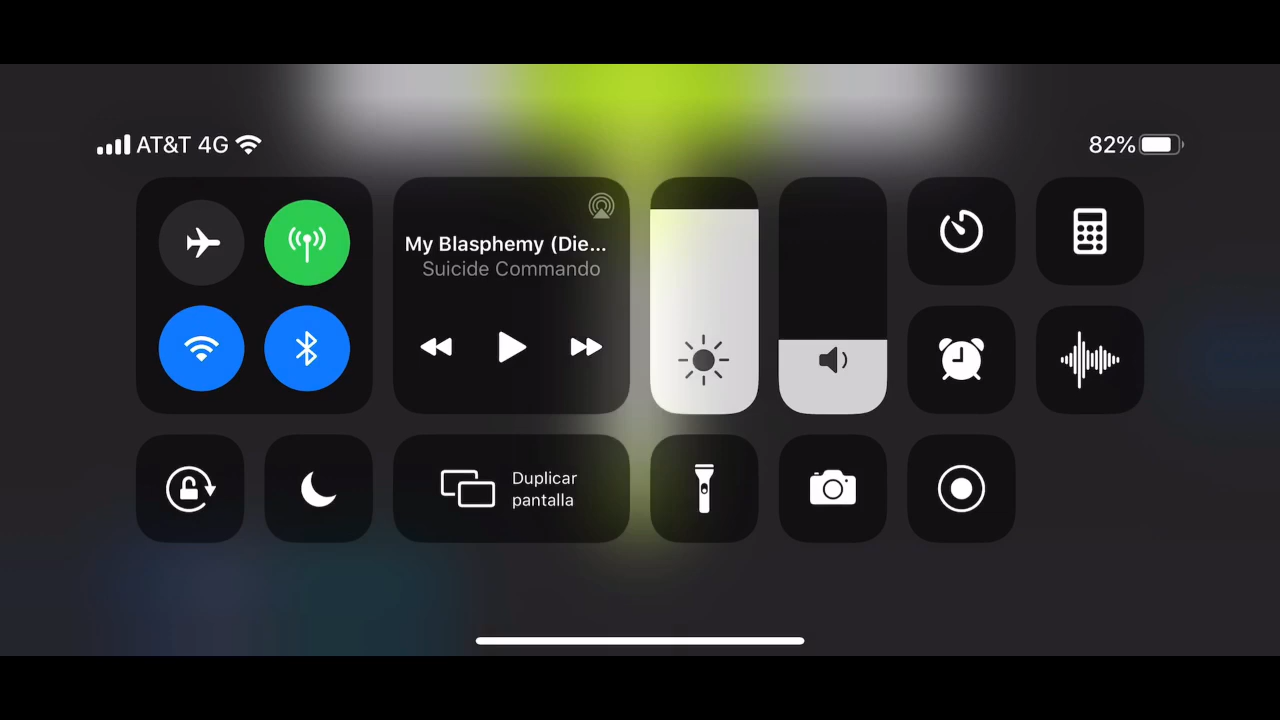 AT&T 4G
82%
My Blasphemy (Die...
Suicide Commando
Duplicar
pantalla